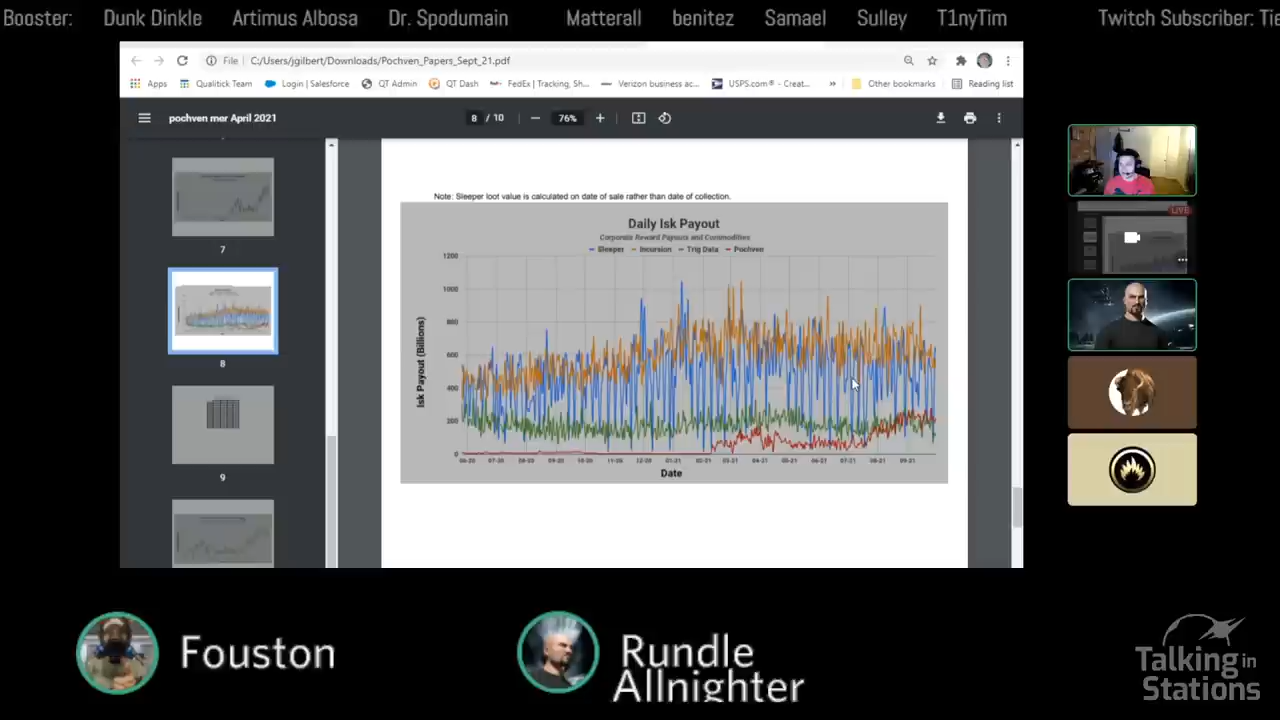 Booster: Dunk Dinkle Artimus Albosa Dr. Spodumain Matterall benitez Samael Sulley T1nyTim Twitch Subscriber: Tie
File C:/Users/jgilbert/Downloads/Pochven_Papers_Sept_21.pdf
Apps Qualitick Team Login | Salesforce QT Admin QT Dash FedEx | Tracking, Sh... Verizon business ac... USPS.com® - Creat... » Other bookmarks Reading list
pochven mer April 2021 8 / 10 76%
7
8
9
Note: Sleeper loot value is calculated on date of sale rather than date of collection.
Daily Isk Payout
Corporate Reward Payouts and Commodities
Sleeper Incursion Trig Data Pochven
1200
1000
800
600
400
200
0
Isk Payout (Billions)
Date
LIVE
Fouston
Rundle
Allnighter
Talking in
Stations